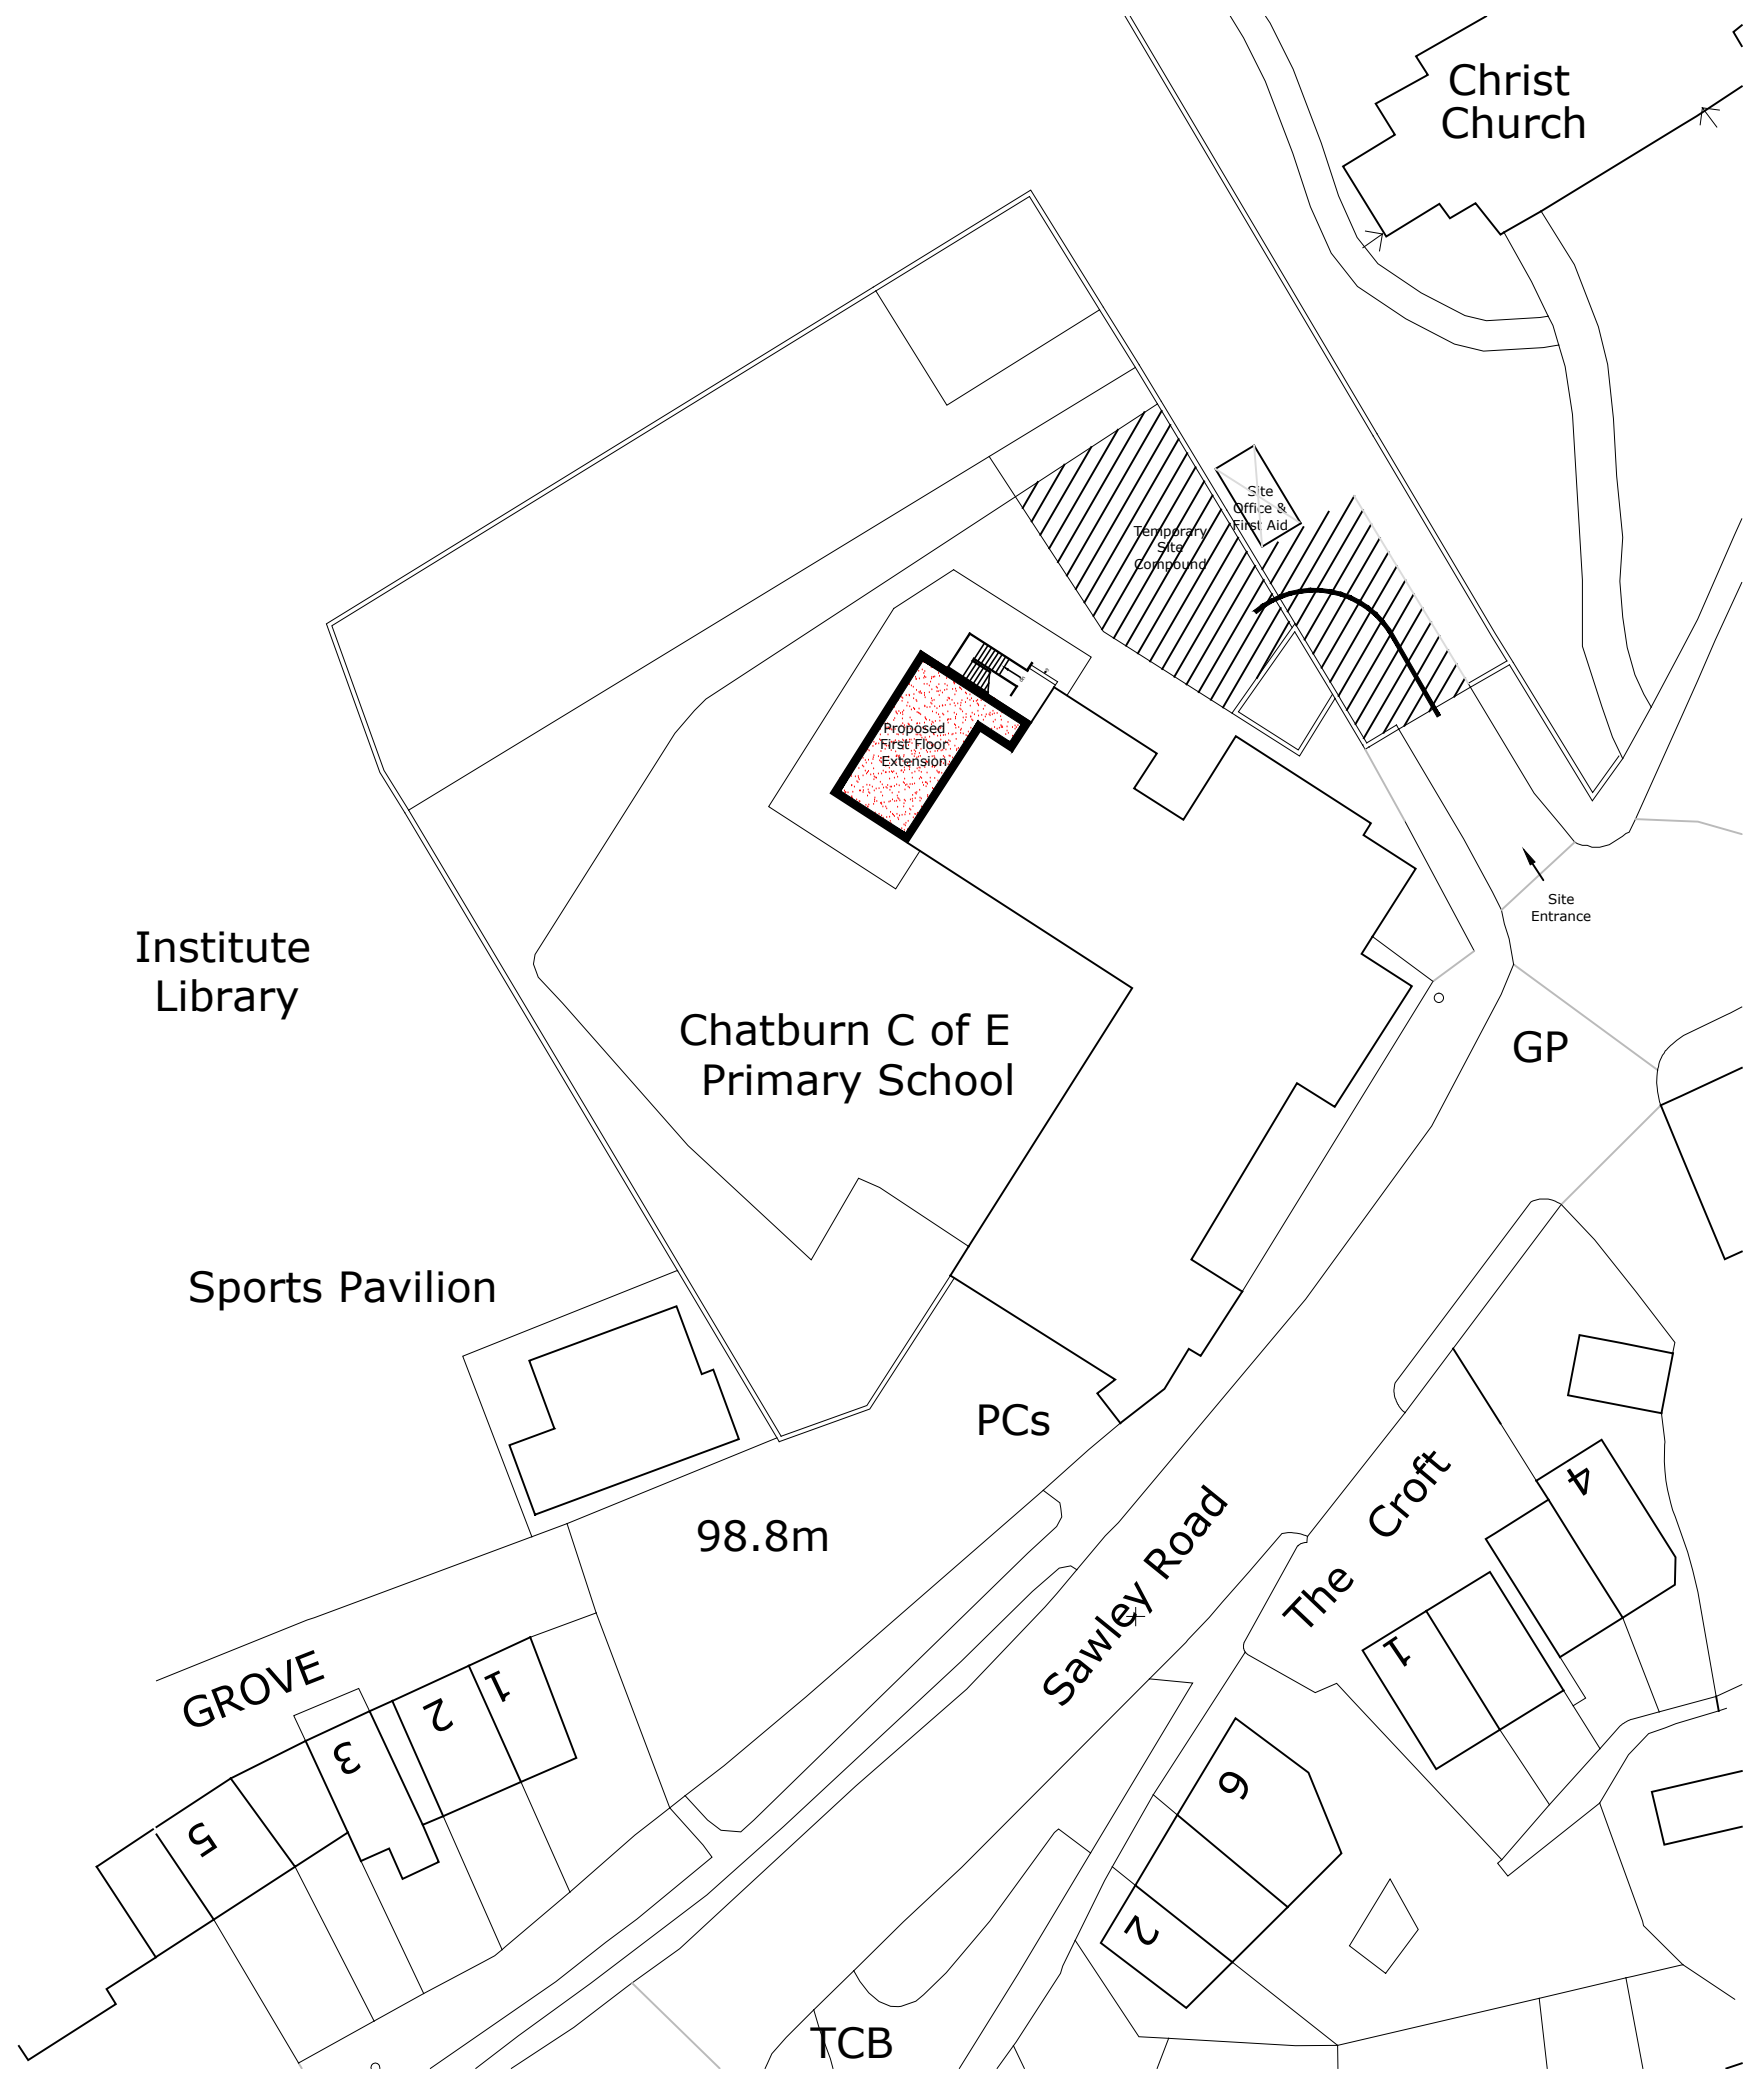 Christ
Church
Site
Office &
First Aid
Temporary
Site
Compound
Proposed
First Floor
Extension
Site
Entrance
Institute
Library
Chatburn C of E
Primary School
GP
Sports Pavilion
PCs
98.8m
Sawley Road
The Croft
4
1
GROVE
1
2
3
5
6
2
TCB